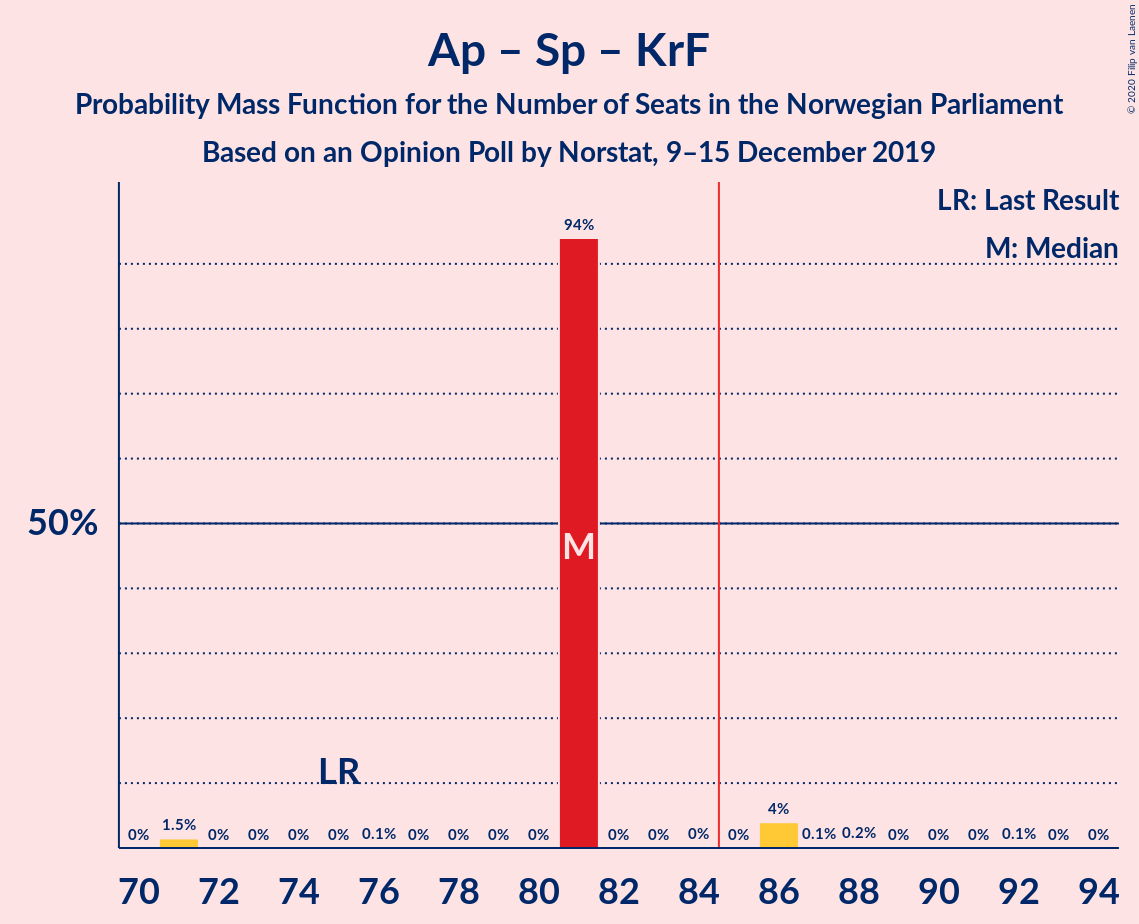 Ap – Sp – KrF
Probability Mass Function for the Number of Seats in the Norwegian Parliament
Based on an Opinion Poll by Norstat, 9–15 December 2019
© 2020 Filip van Laenen
LR: Last Result
M: Median
94%
50%
M
LR
0% 1.5% 0% 0% 0% 0% 0.1% 0% 0% 0% 0% 0% 0% 0% 0% 4% 0.1% 0.2% 0% 0% 0% 0.1% 0% 0%
70 72 74 76 78 80 82 84 86 88 90 92 94